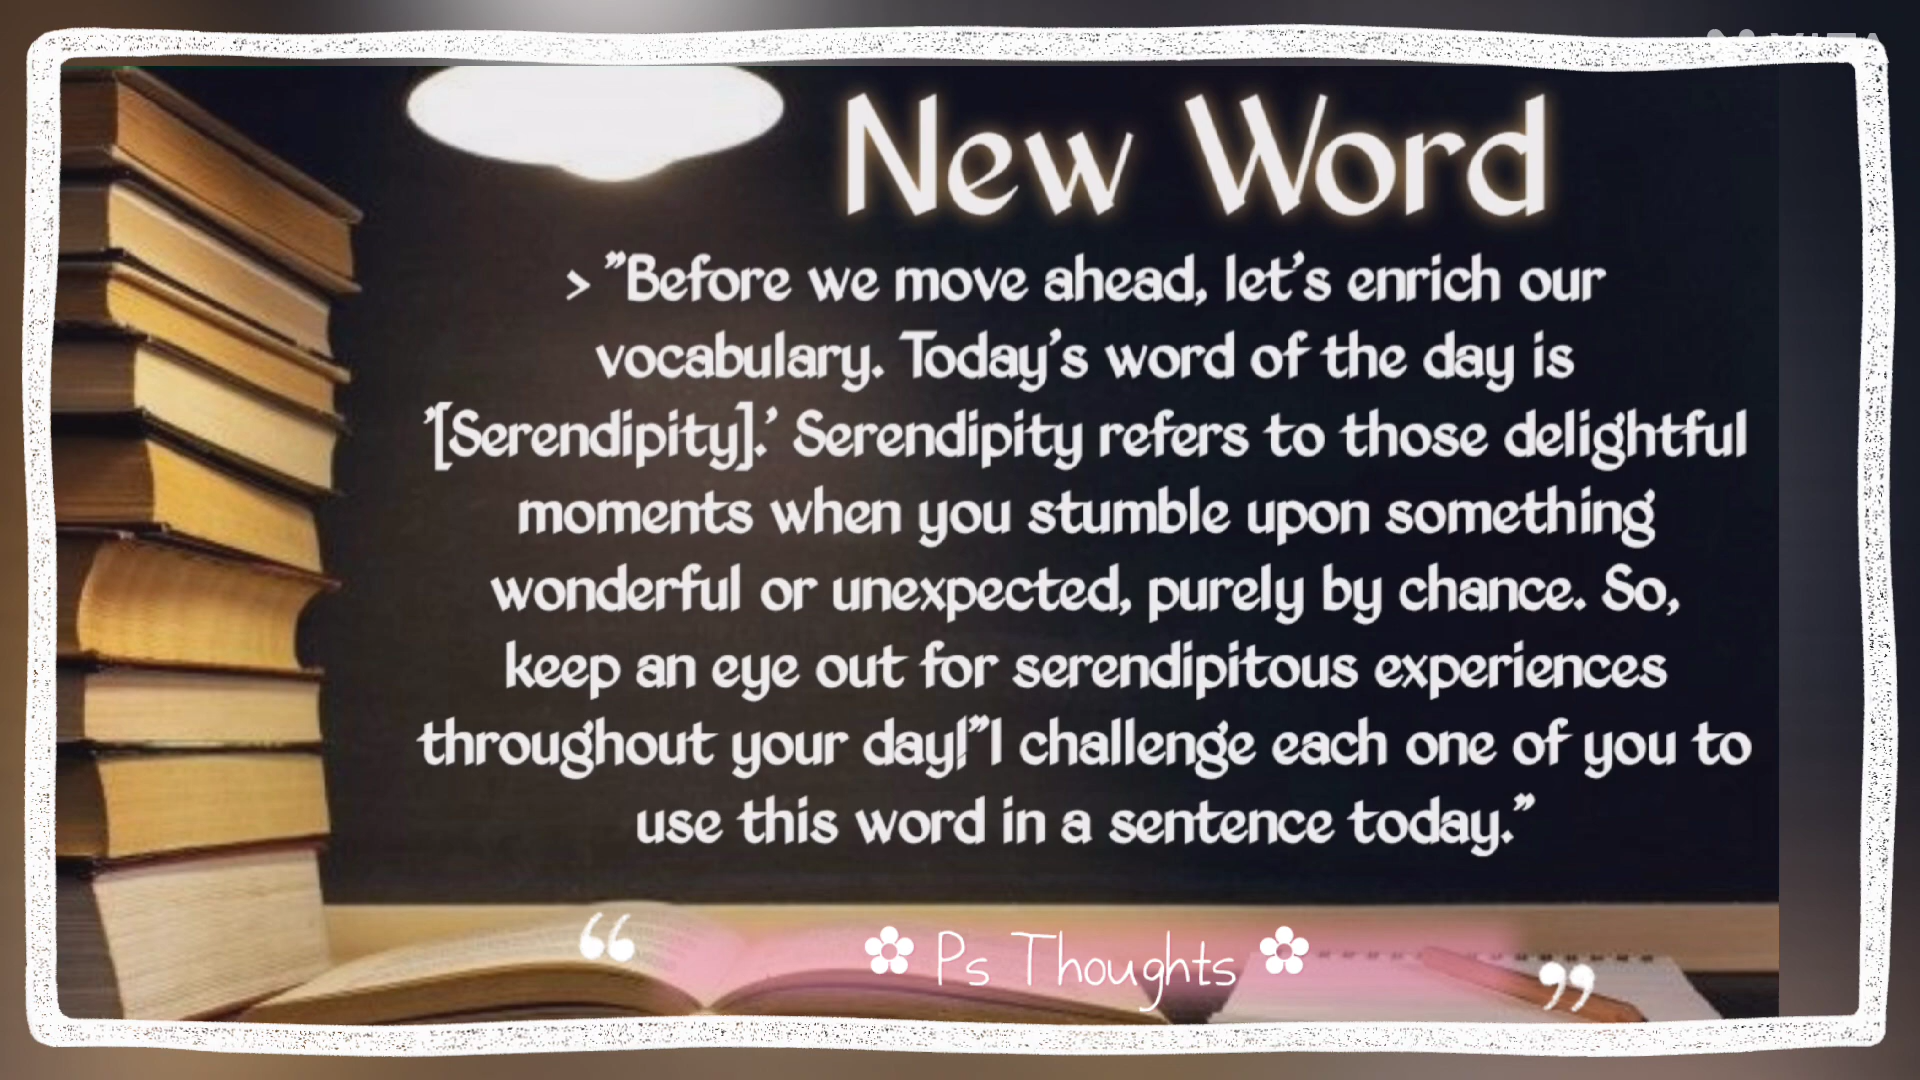 New Word
> "Before we move ahead, let's enrich our
vocabulary. Today's word of the day is
'[Serendipity].' Serendipity refers to those delightful
moments when you stumble upon something
wonderful or unexpected, purely by chance. So,
keep an eye out for serendipitous experiences
throughout your day!"I challenge each one of you to
use this word in a sentence today."
“ Ps Thoughts ”